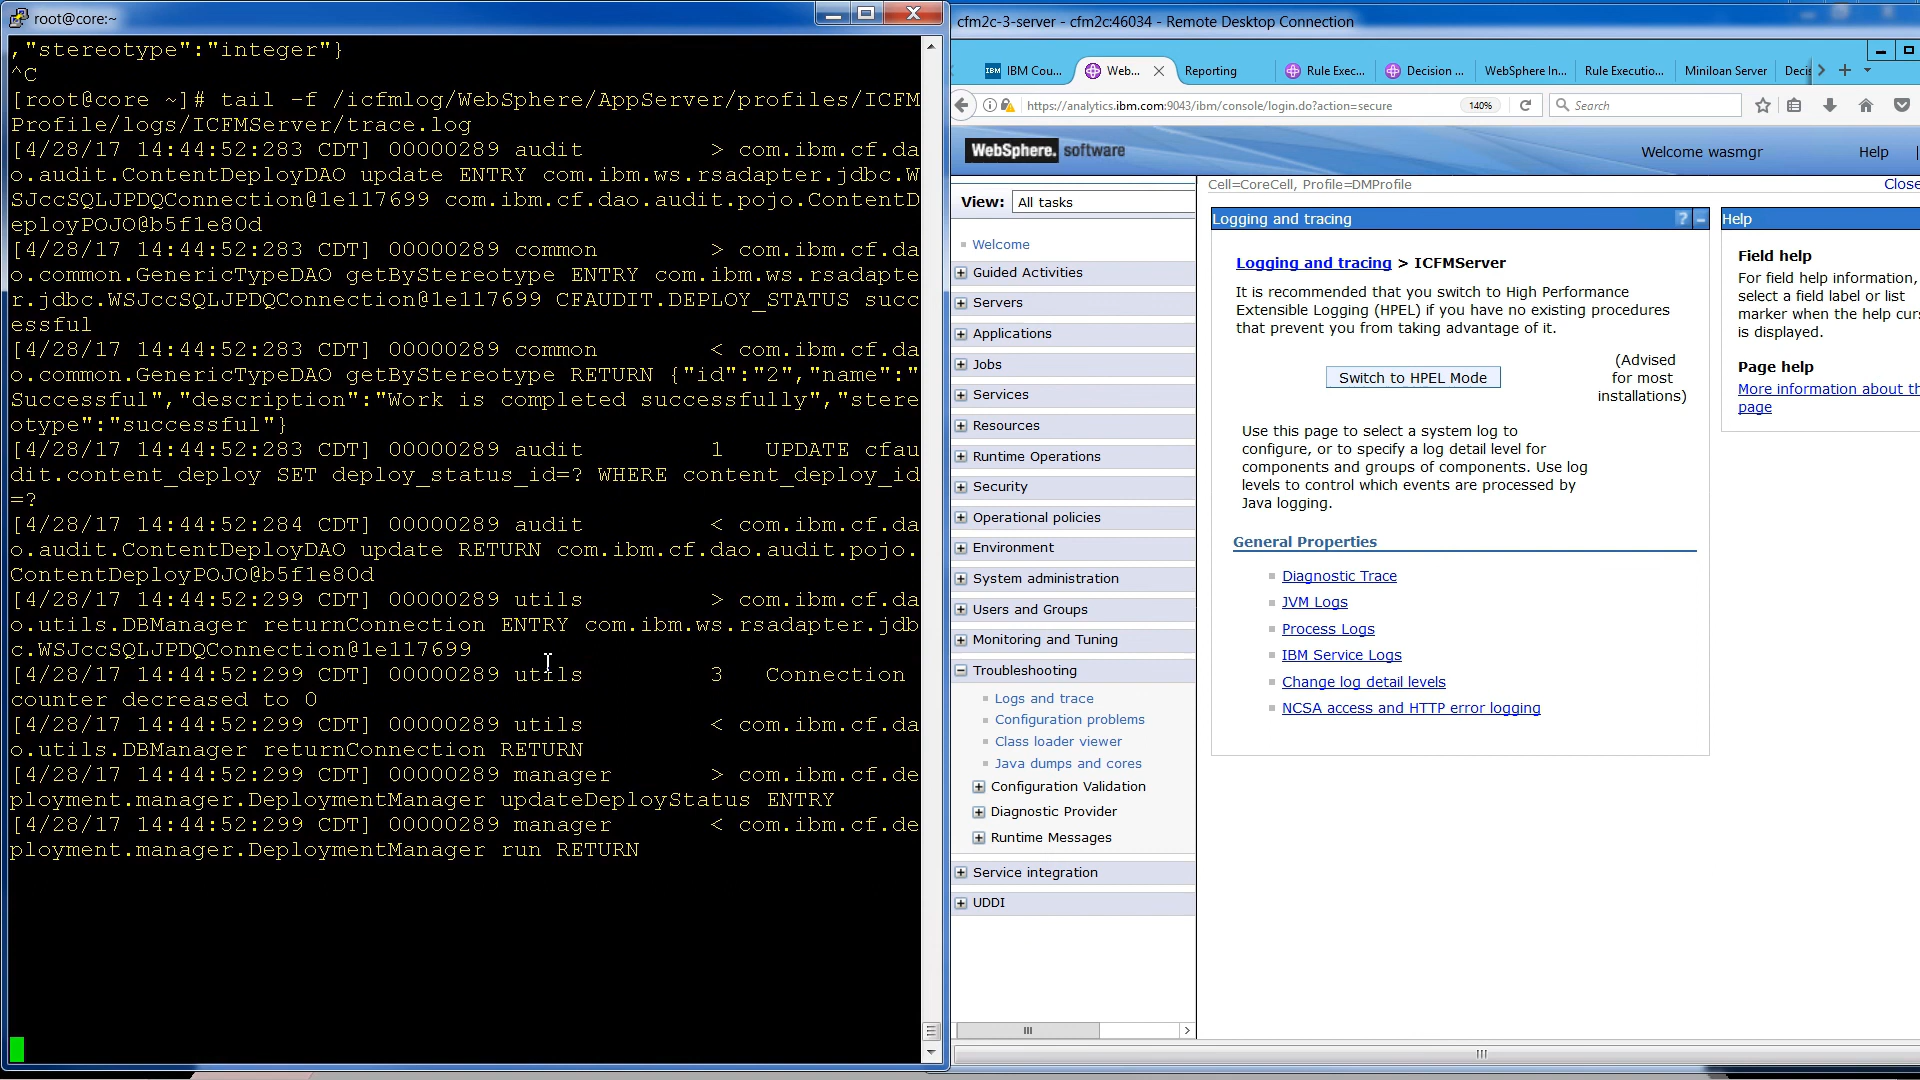 root@core:~
,"stereotype":"integer"}
^C
[root@core ~]# tail -f /icfmlog/WebSphere/AppServer/profiles/ICFM
Profile/logs/ICFMServer/trace.log
[4/28/17 14:44:52:283 CDT] 00000289 audit > com.ibm.cf.da
o.audit.ContentDeployDAO update ENTRY com.ibm.ws.rsadapter.jdbc.W
SJccSQLJPDQConnection@1e117699 com.ibm.cf.dao.audit.pojo.ContentD
eployPOJO@b5f1e80d
[4/28/17 14:44:52:283 CDT] 00000289 common > com.ibm.cf.da
o.common.GenericTypeDAO getByStereotype ENTRY com.ibm.ws.rsadapte
r.jdbc.WSJccSQLJPDQConnection@1e117699 CFAUDIT.DEPLOY_STATUS succ
essful
[4/28/17 14:44:52:283 CDT] 00000289 common < com.ibm.cf.da
o.common.GenericTypeDAO getByStereotype RETURN {"id":"2","name":"
Successful","description":"Work is completed successfully","stere
otype":"successful"}
[4/28/17 14:44:52:283 CDT] 00000289 audit 1 UPDATE cfau
dit.content_deploy SET deploy_status_id=? WHERE content_deploy_id
=?
[4/28/17 14:44:52:284 CDT] 00000289 audit < com.ibm.cf.da
o.audit.ContentDeployDAO update RETURN com.ibm.cf.dao.audit.pojo.
ContentDeployPOJO@b5f1e80d
[4/28/17 14:44:52:299 CDT] 00000289 utils > com.ibm.cf.da
o.utils.DBManager returnConnection ENTRY com.ibm.ws.rsadapter.jdb
c.WSJccSQLJPDQConnection@1e117699
[4/28/17 14:44:52:299 CDT] 00000289 utils 3 Connection
counter decreased to 0
[4/28/17 14:44:52:299 CDT] 00000289 utils < com.ibm.cf.da
o.utils.DBManager returnConnection RETURN
[4/28/17 14:44:52:299 CDT] 00000289 manager > com.ibm.cf.de
ployment.manager.DeploymentManager updateDeployStatus ENTRY
[4/28/17 14:44:52:299 CDT] 00000289 manager < com.ibm.cf.de
ployment.manager.DeploymentManager run RETURN
cfm2c-3-server - cfm2c:46034 - Remote Desktop Connection
IBM IBM Cou... Web... Reporting Rule Exec... Decision ... WebSphere In... Rule Executio... Miniloan Server Decis
https://analytics.ibm.com:9043/ibm/console/login.do?action=secure 140% Search
WebSphere. software Welcome wasmgr Help
View: All tasks
Welcome
Guided Activities
Servers
Applications
Jobs
Services
Resources
Runtime Operations
Security
Operational policies
Environment
System administration
Users and Groups
Monitoring and Tuning
Troubleshooting
Logs and trace
Configuration problems
Class loader viewer
Java dumps and cores
Configuration Validation
Diagnostic Provider
Runtime Messages
Service integration
UDDI
Cell=CoreCell, Profile=DMProfile Close
Logging and tracing ? -
Logging and tracing > ICFMServer
It is recommended that you switch to High Performance
Extensible Logging (HPEL) if you have no existing procedures
that prevent you from taking advantage of it.
Switch to HPEL Mode
(Advised
for most
installations)
Use this page to select a system log to
configure, or to specify a log detail level for
components and groups of components. Use log
levels to control which events are processed by
Java logging.
General Properties
Diagnostic Trace
JVM Logs
Process Logs
IBM Service Logs
Change log detail levels
NCSA access and HTTP error logging
Help
Field help
For field help information,
select a field label or list
marker when the help curs
is displayed.
Page help
More information about th
page